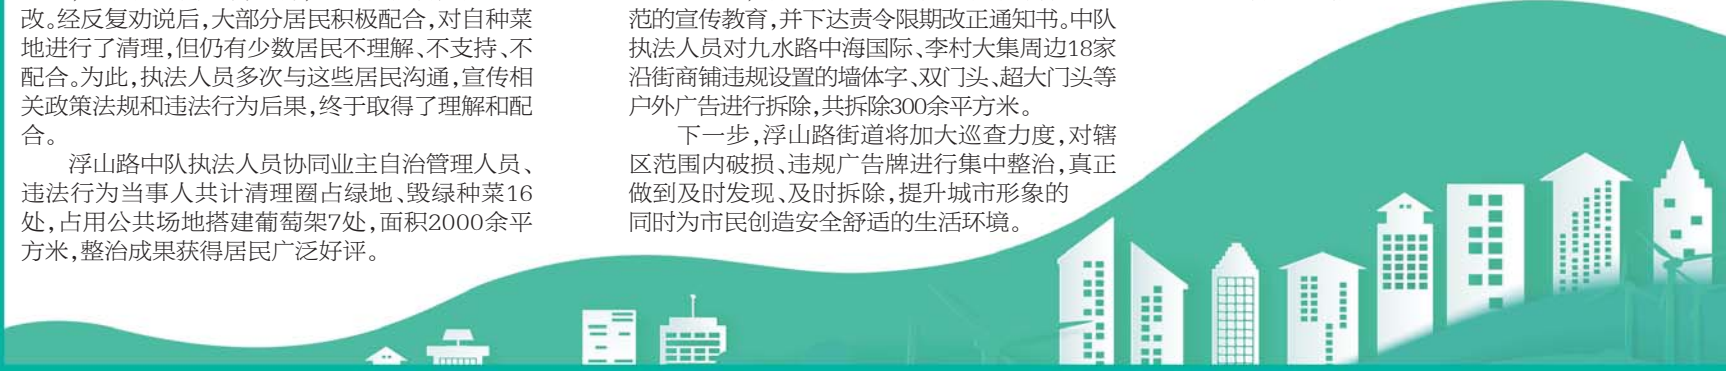 改。经反复劝说后,大部分居民积极配合,对自种菜
地进行了清理,但仍有少数居民不理解、不支持、不
配合。为此,执法人员多次与这些居民沟通,宣传相
关政策法规和违法行为后果,终于取得了理解和配
合。
浮山路中队执法人员协同业主自治管理人员、
违法行为当事人共计清理圈占绿地、毁绿种菜16
处,占用公共场地搭建葡萄架7处,面积2000余平
方米,整治成果获得居民广泛好评。
范的宣传教育,并下达责令限期改正通知书。中队
执法人员对九水路中海国际、李村大集周边18家
沿街商铺违规设置的墙体字、双门头、超大门头等
户外广告进行拆除,共拆除300余平方米。
下一步,浮山路街道将加大巡查力度,对辖
区范围内破损、违规广告牌进行集中整治,真正
做到及时发现、及时拆除,提升城市形象的
同时为市民创造安全舒适的生活环境。